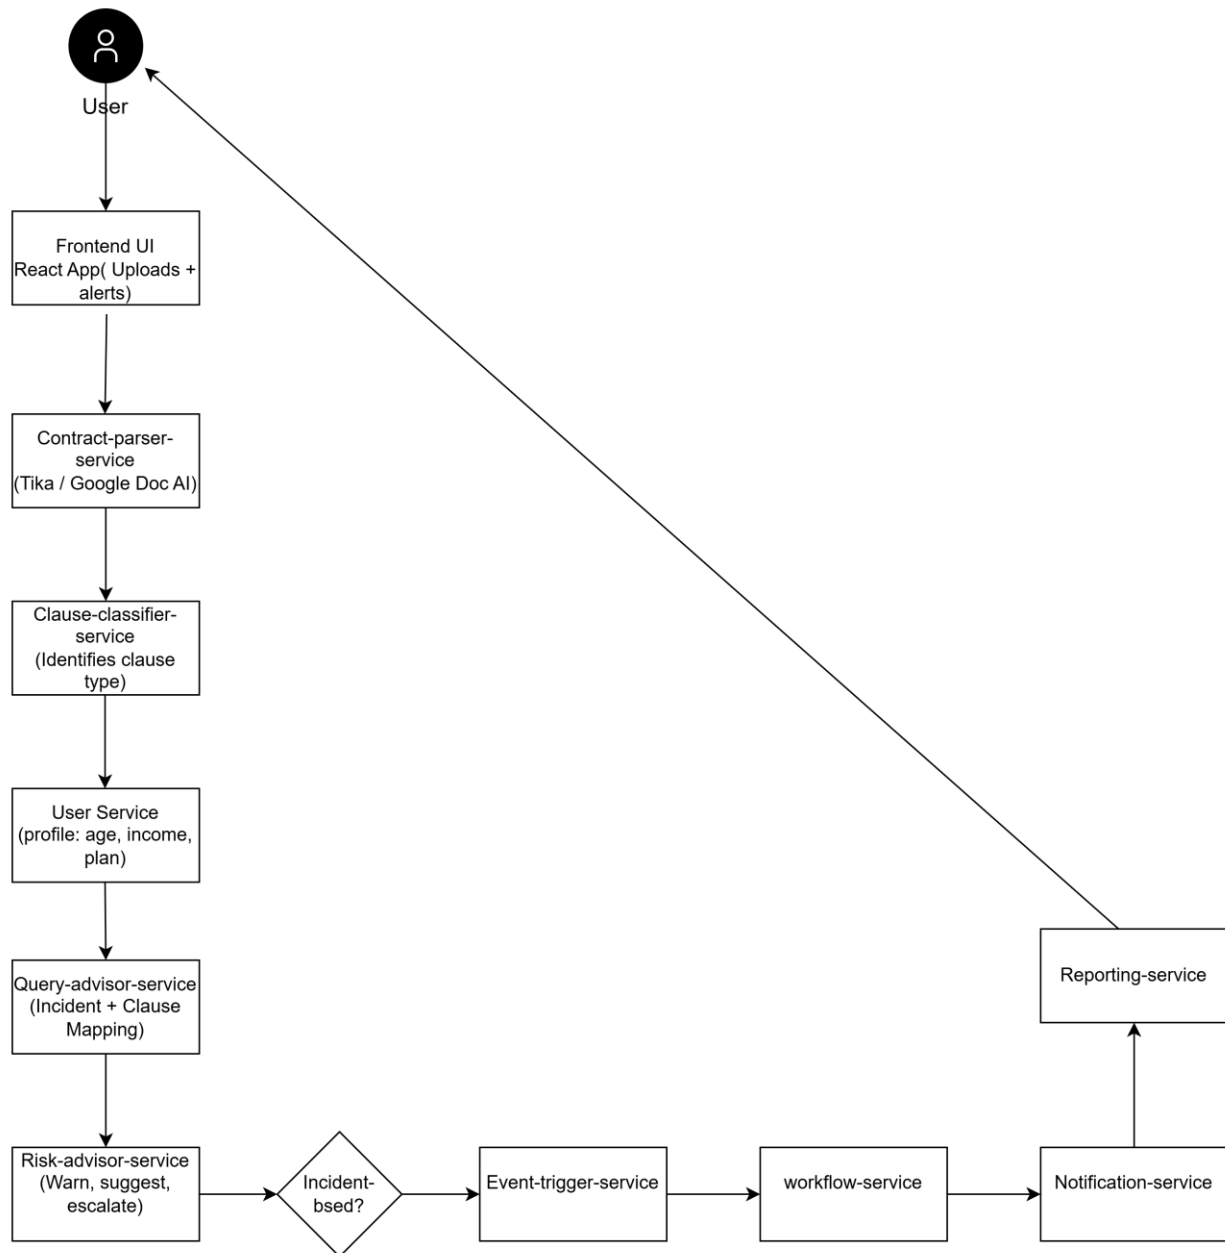 User
Frontend UI
React App( Uploads +
alerts)
Contract-parser-
service
(Tika / Google Doc AI)
Clause-classifier-
service
(Identifies clause
type)
User Service
(profile: age, income,
plan)
Query-advisor-service
(Incident + Clause
Mapping)
Risk-advisor-service
(Warn, suggest,
escalate)
Incident-
bsed?
Event-trigger-service
workflow-service
Notification-service
Reporting-service